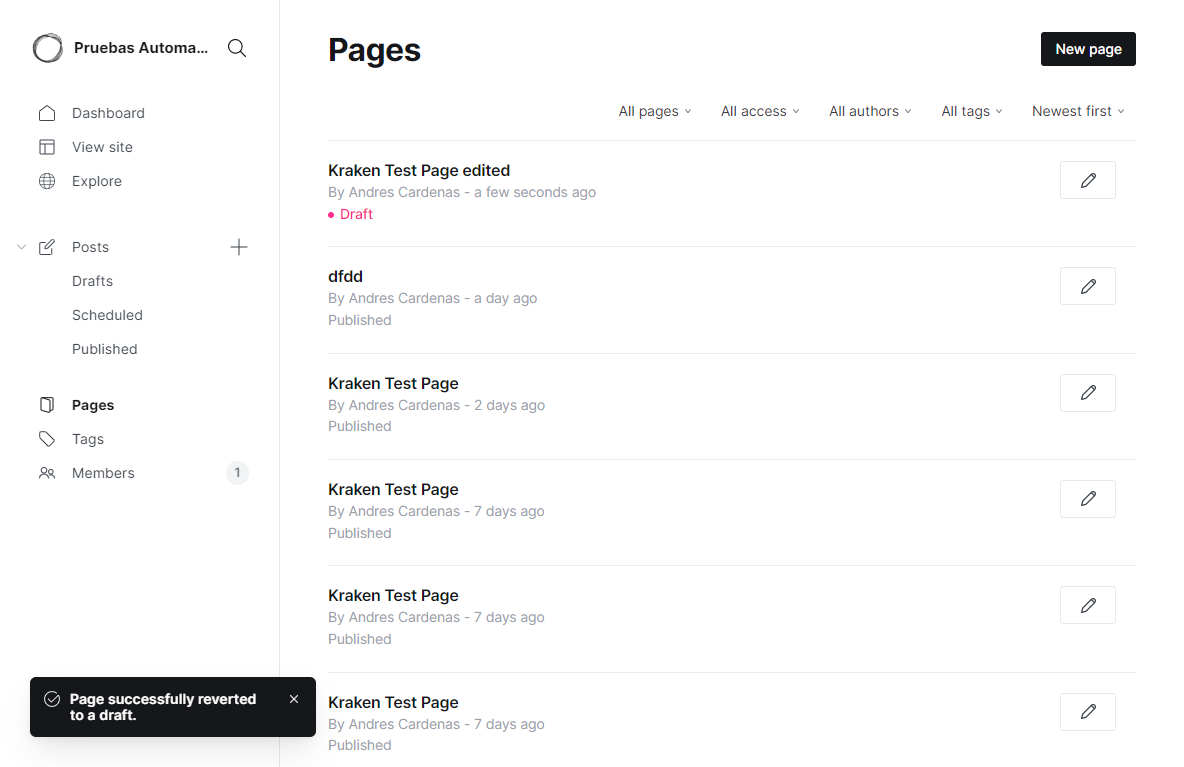 Pruebas Automa...
Dashboard
View site
Explore
Posts
Drafts
Scheduled
Published
Pages
Tags
Members 1
Pages
New page
All pages All access All authors All tags Newest first
Kraken Test Page edited
By Andres Cardenas - a few seconds ago
Draft
dfdd
By Andres Cardenas - a day ago
Published
Kraken Test Page
By Andres Cardenas - 2 days ago
Published
Kraken Test Page
By Andres Cardenas - 7 days ago
Published
Kraken Test Page
By Andres Cardenas - 7 days ago
Published
Kraken Test Page
By Andres Cardenas - 7 days ago
Published
Page successfully reverted
to a draft.